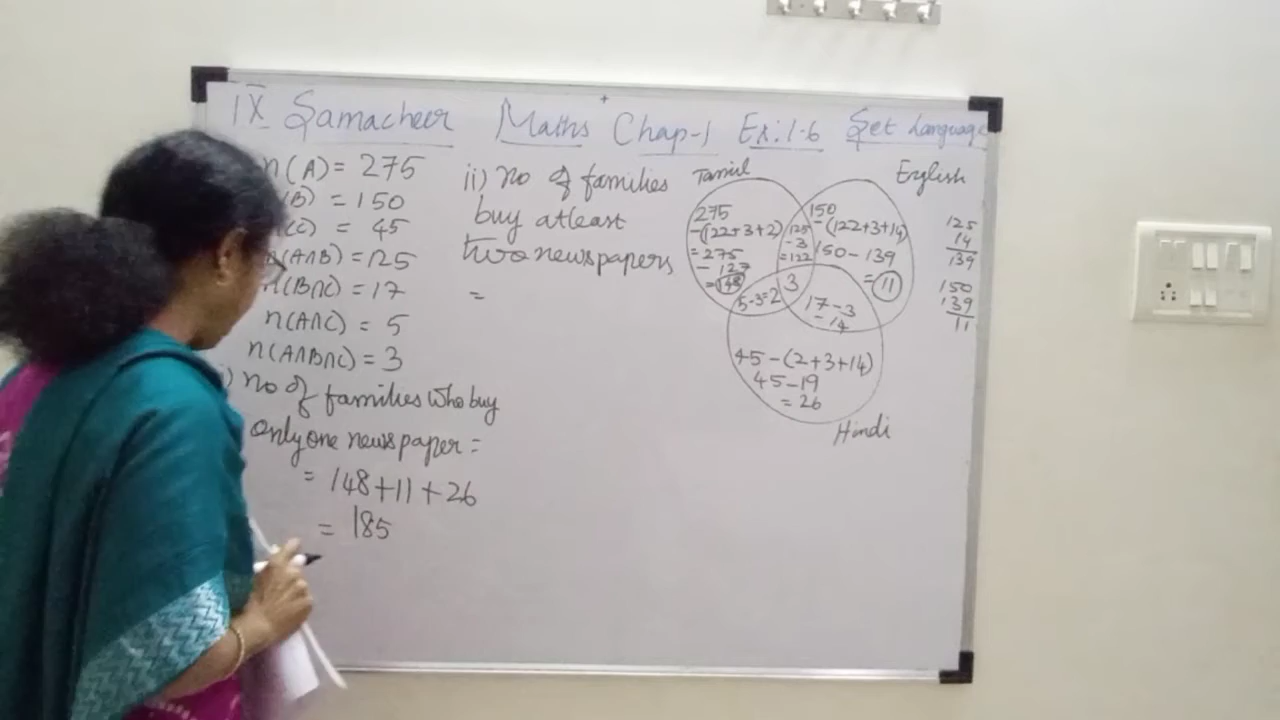 IX Samacheer Maths Chap-1 Ex:1.6 Set Language
n(A) = 275
(B) = 150
(C) = 45
n(A∩B) = 125
n(B∩C) = 17
n(A∩C) = 5
n(A∩B∩C) = 3
i) No of families who buy
only one newspaper =
= 148+11+26
= 185
ii) no of families
buy atleast
two newspapers
=
Tamil
275
-(122+3+2)
=275
- 127
=148
125
-3
=122
English
150
-(122+3+14)
150-139
= 11
3
5-3=2
17-3
-14
45-(2+3+14)
45-19
= 26
Hindi
125
14
139
150
139
11